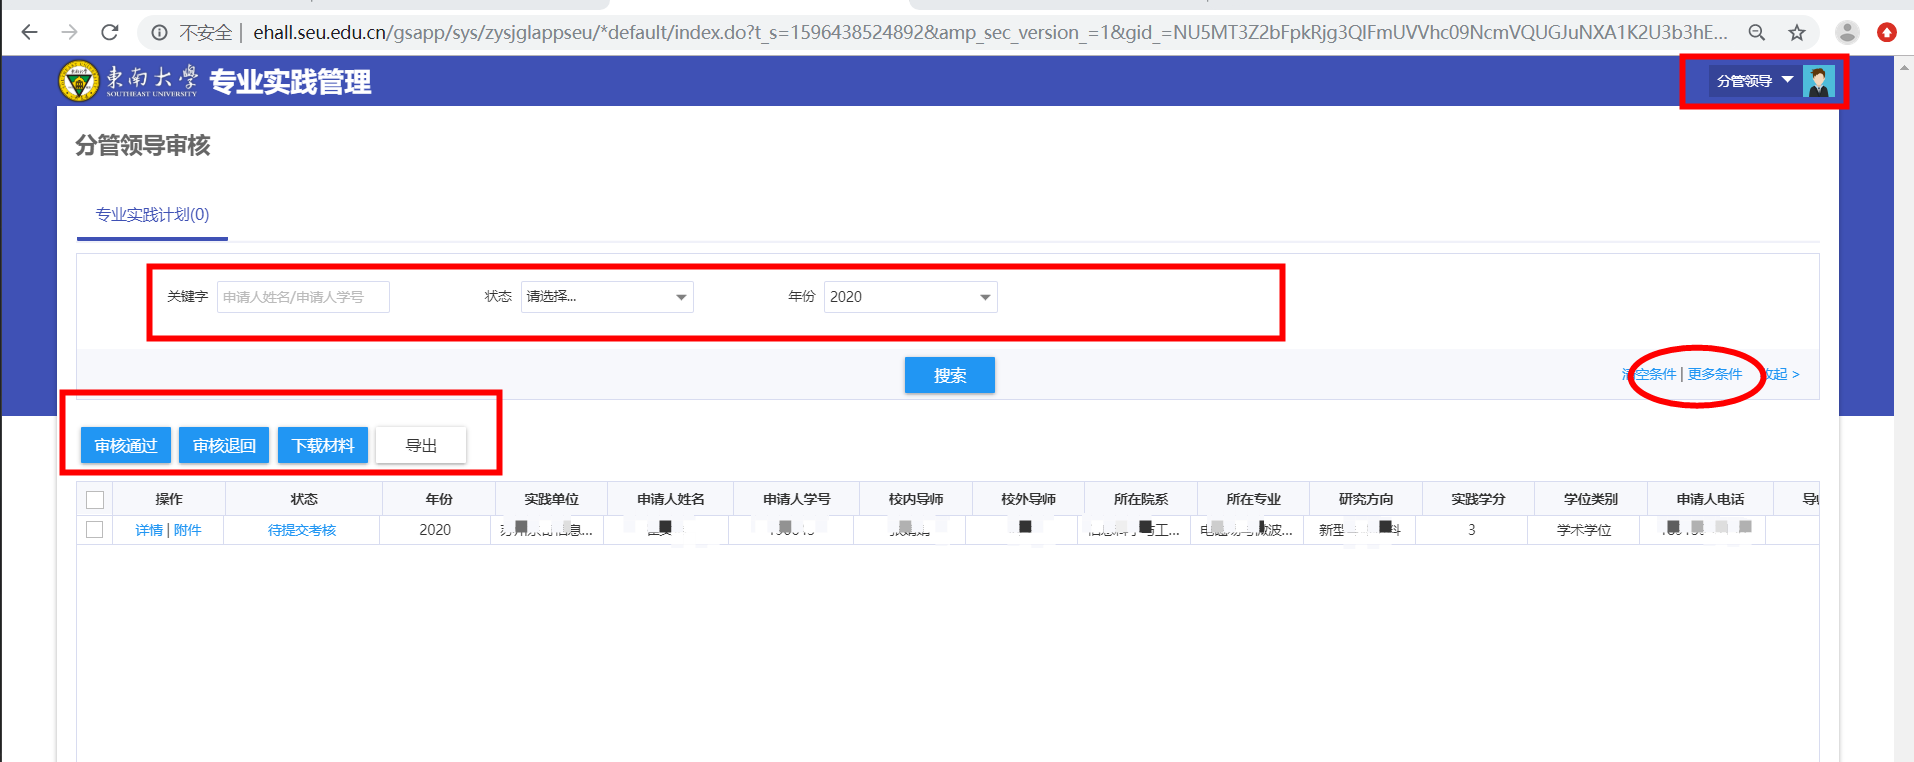 不安全 | ehall.seu.edu.cn/gsapp/sys/zysjglappseu/*default/index.do?t_s=1596438524892&amp_sec_version_=1&gid_=NU5MT3Z2bFpkRjg3QlFmUVVhc09NcmVQUGJuNXA1K2U3b3hE...
東南大學 SOUTHEAST UNIVERSITY 专业实践管理 分管领导
分管领导审核
专业实践计划(0)
关键字 申请人姓名/申请人学号 状态 请选择... 年份 2020
搜索 清空条件 | 更多条件 收起 >
审核通过 审核退回 下载材料 导出
操作 状态 年份 实践单位 申请人姓名 申请人学号 校内导师 校外导师 所在院系 所在专业 研究方向 实践学分 学位类别 申请人电话
详情 | 附件 待提交考核 2020 新型 3 学术学位